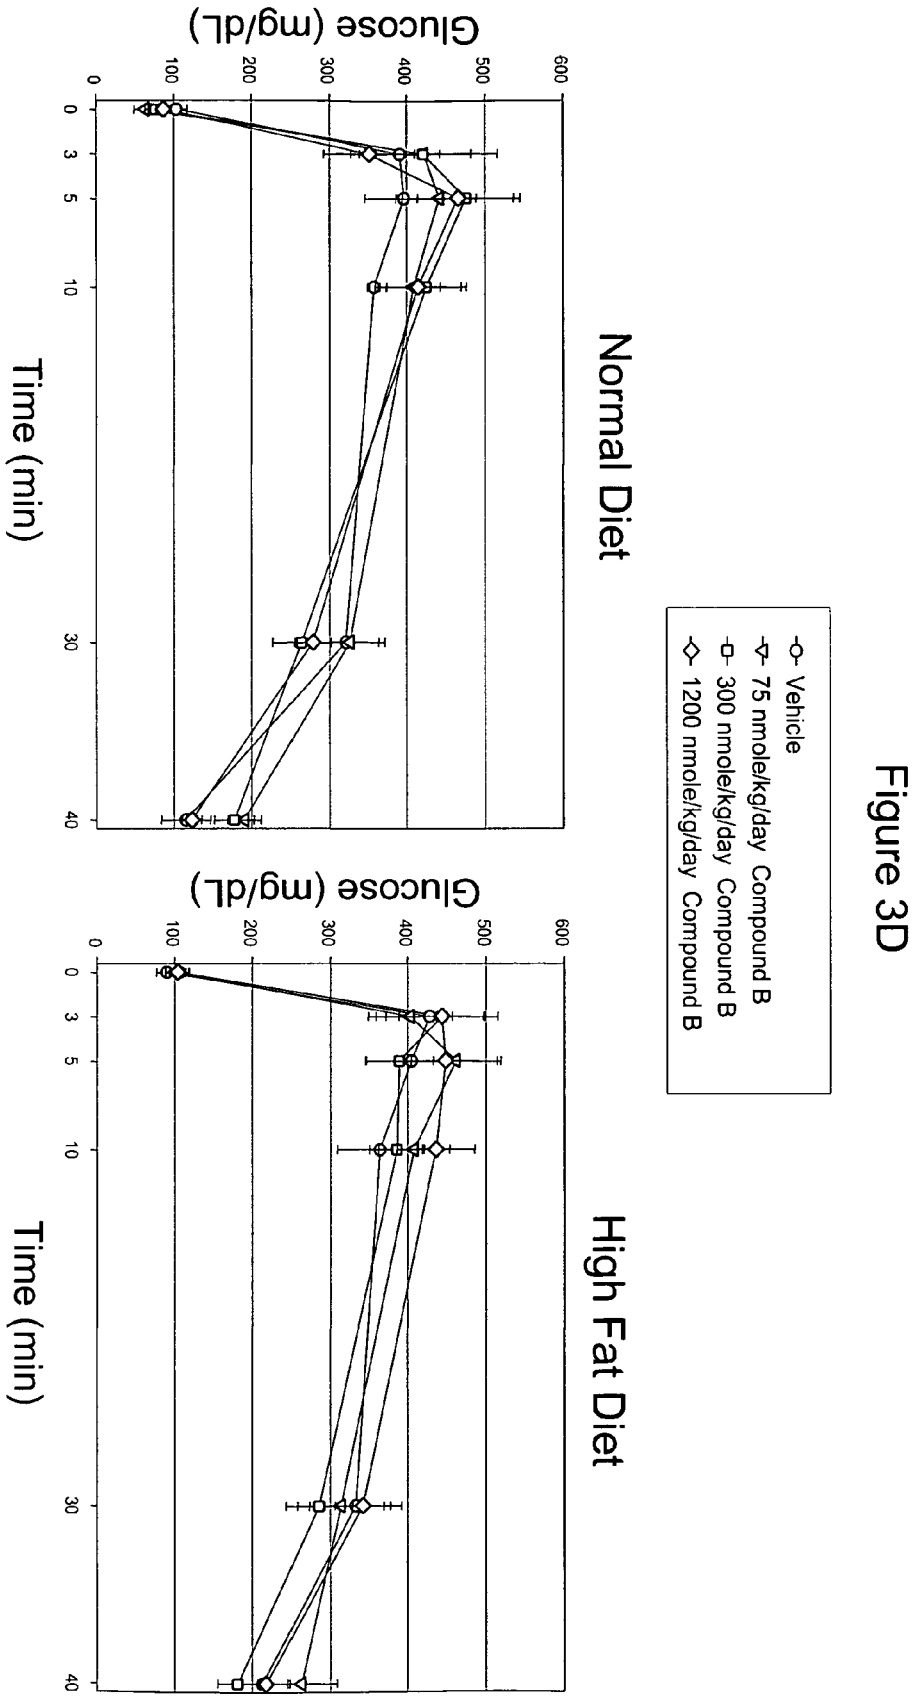 Figure 3D
Vehicle
75 nmole/kg/day Compound B
300 nmole/kg/day Compound B
1200 nmole/kg/day Compound B
Normal Diet
Glucose (mg/dL)
600
500
400
300
200
100
0
0 3 5 10 30 40
Time (min)
High Fat Diet
Glucose (mg/dL)
600
500
400
300
200
100
0
0 3 5 10 30 40
Time (min)